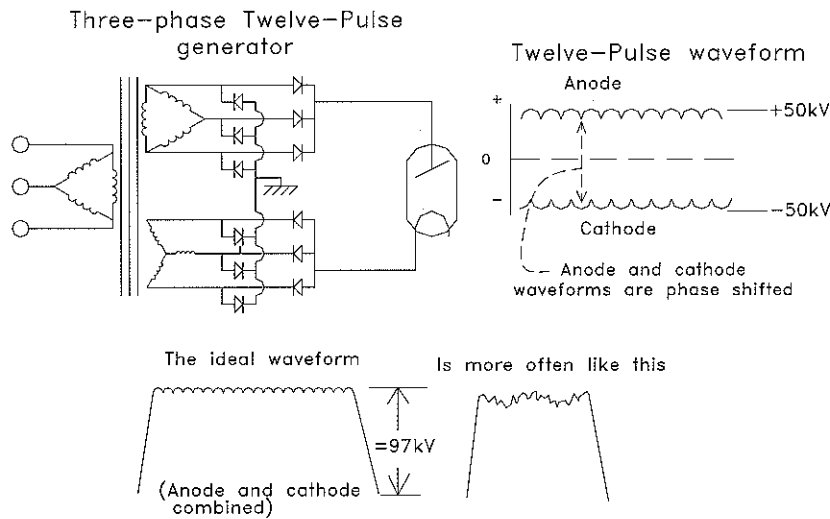 Three-phase Twelve-Pulse
generator
Twelve-Pulse waveform
Anode
+
+50kV
0
-
-50kV
Cathode
Anode and cathode
waveforms are phase shifted
The ideal waveform
Is more often like this
=97kV
(Anode and cathode
combined)